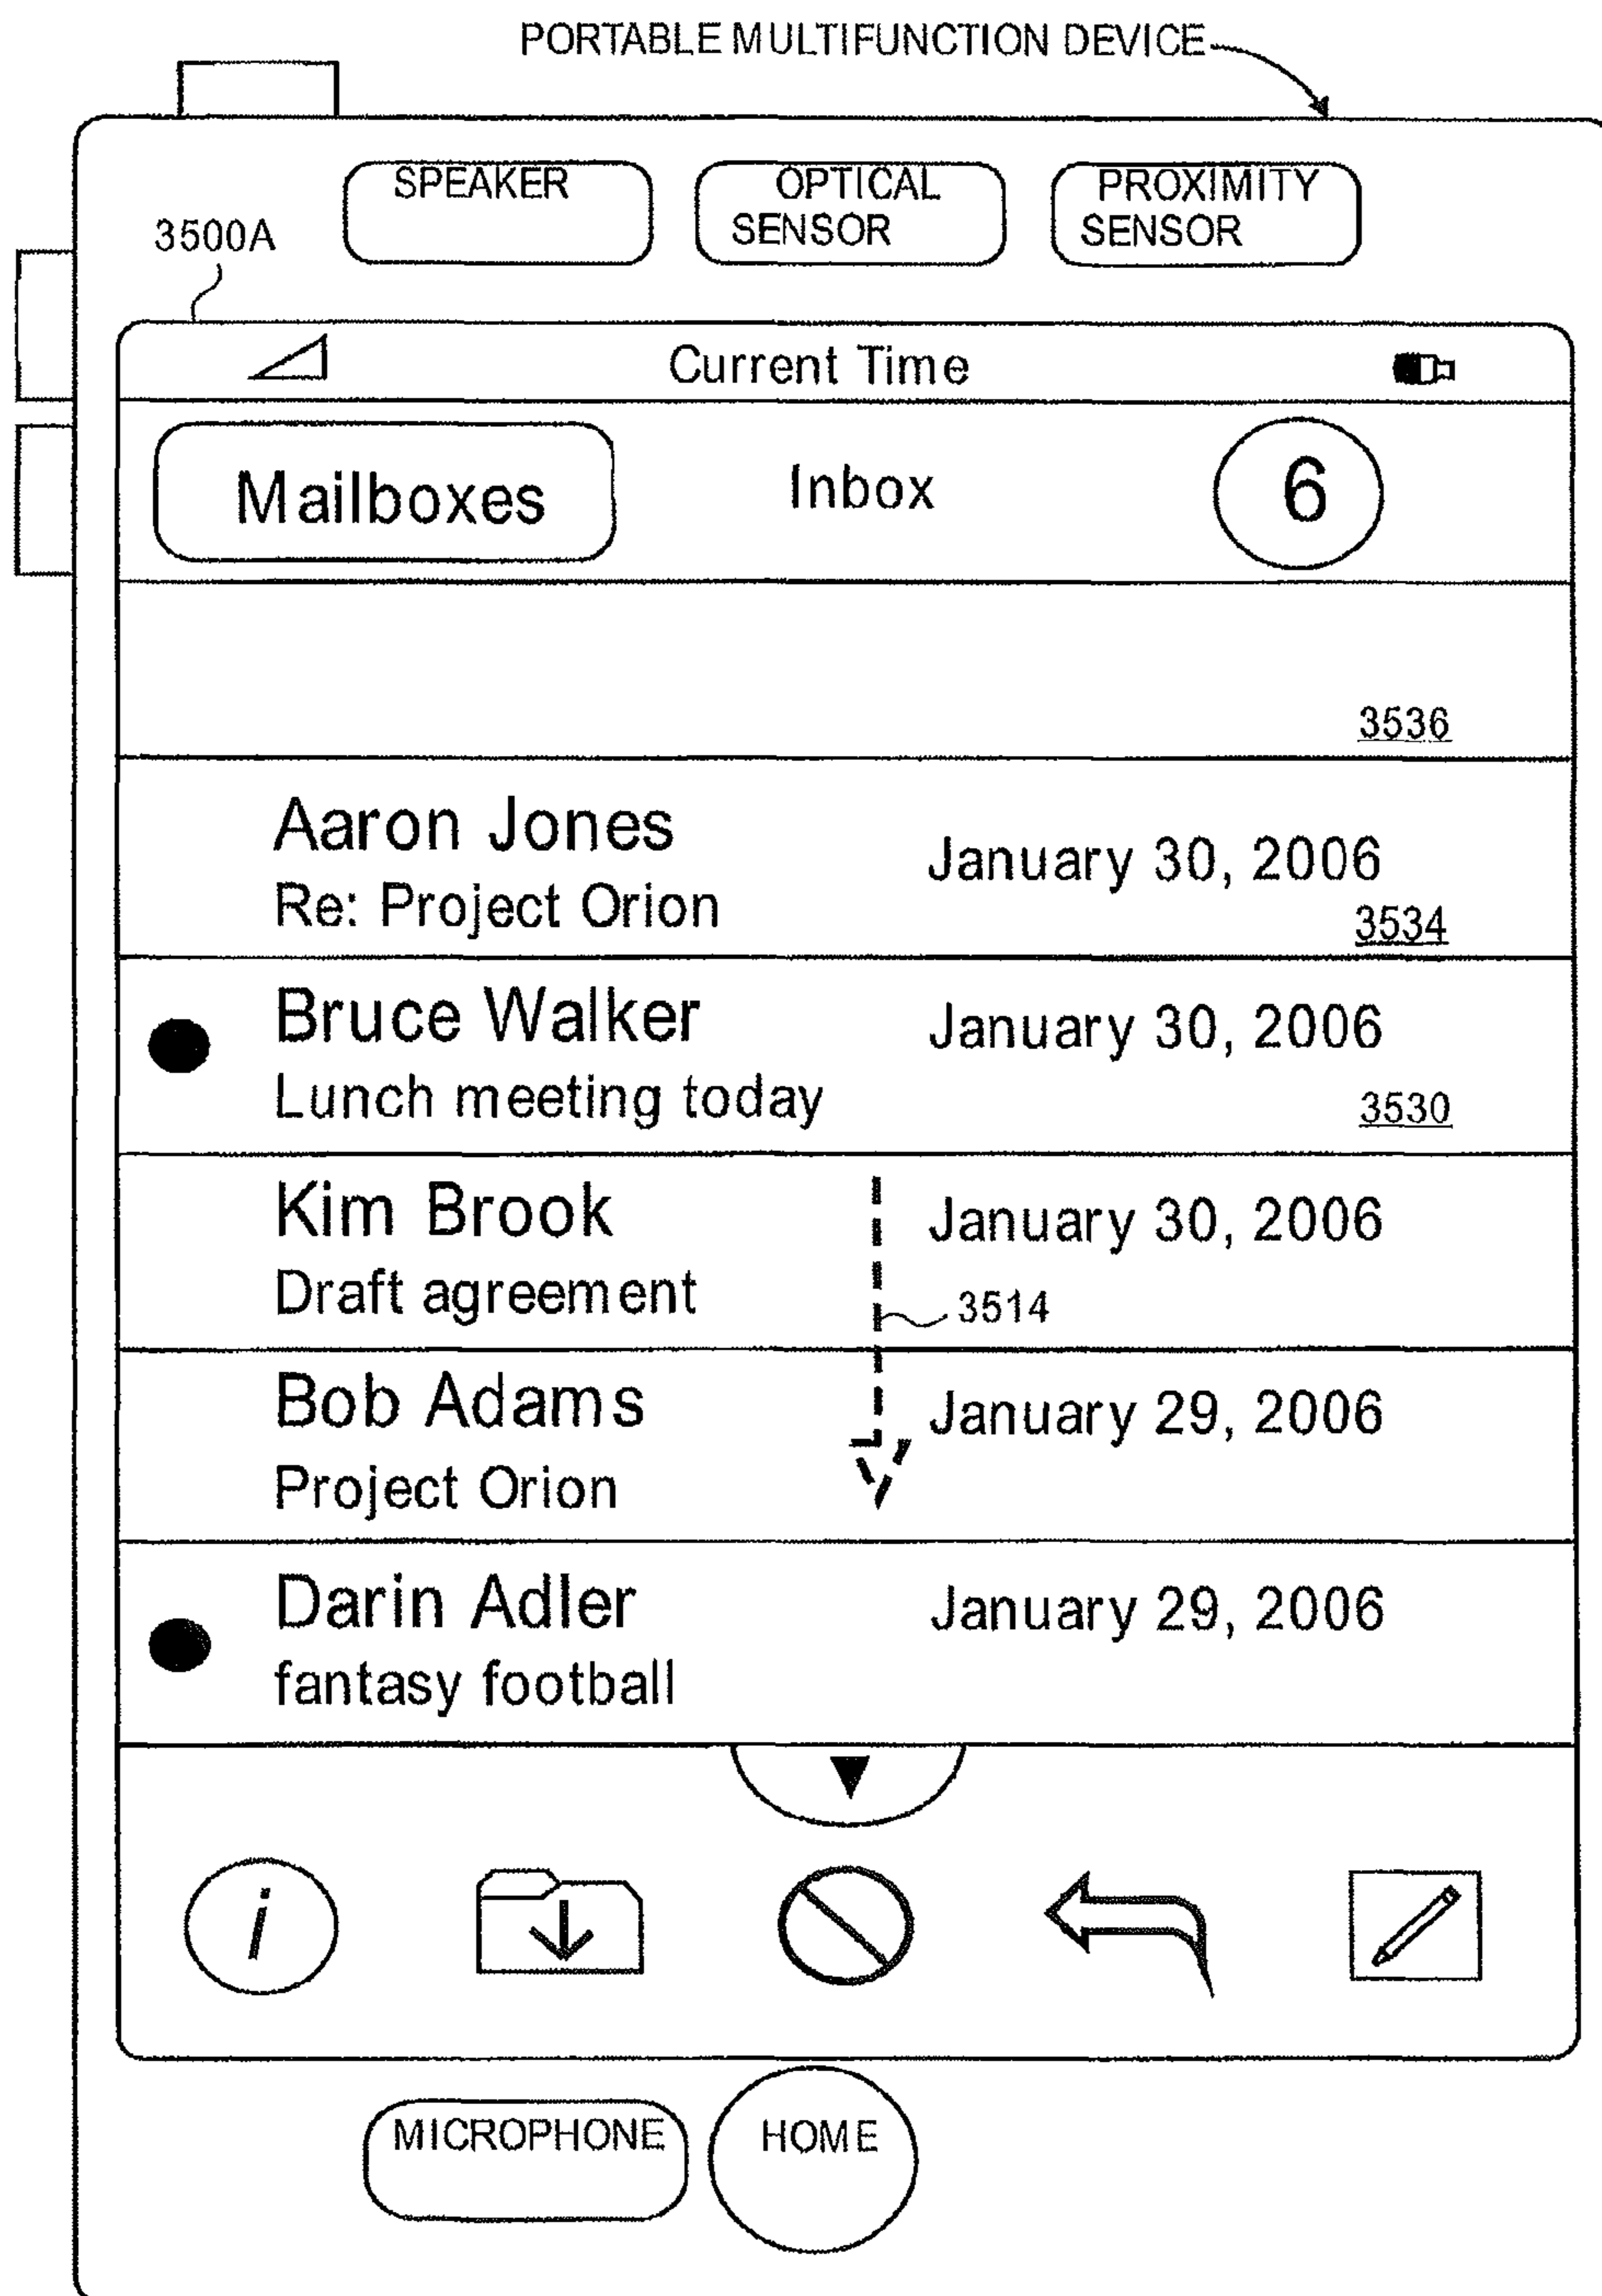 PORTABLE MULTIFUNCTION DEVICE
SPEAKER
OPTICAL
SENSOR
PROXIMITY
SENSOR
3500A
Current Time
Mailboxes
Inbox
6
3536
Aaron Jones
January 30, 2006
Re: Project Orion
3534
Bruce Walker
January 30, 2006
Lunch meeting today
3530
Kim Brook
January 30, 2006
Draft agreement
3514
Bob Adams
January 29, 2006
Project Orion
Darin Adler
January 29, 2006
fantasy football
i
MICROPHONE
HOME